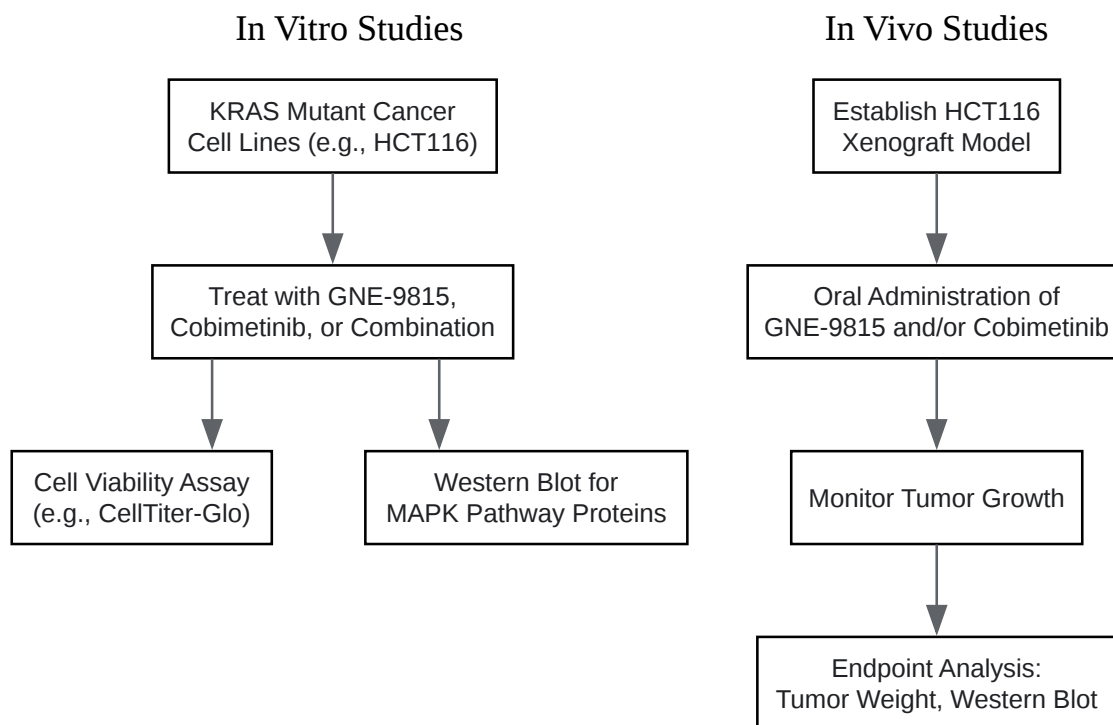 In Vitro Studies
KRAS Mutant Cancer
Cell Lines (e.g., HCT116)
Treat with GNE-9815,
Cobimetinib, or Combination
Cell Viability Assay
(e.g., CellTiter-Glo)
Western Blot for
MAPK Pathway Proteins
In Vivo Studies
Establish HCT116
Xenograft Model
Oral Administration of
GNE-9815 and/or Cobimetinib
Monitor Tumor Growth
Endpoint Analysis:
Tumor Weight, Western Blot